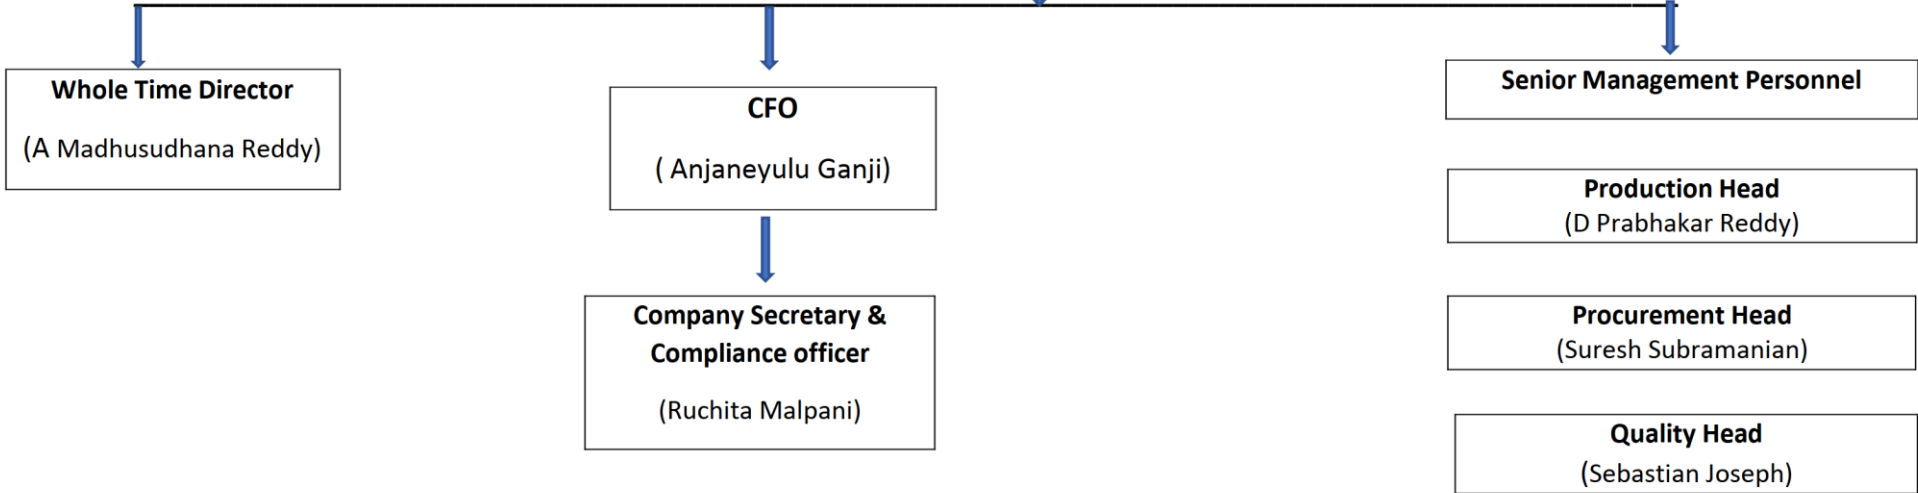 Whole Time Director
(A Madhusudhana Reddy)
CFO
( Anjaneyulu Ganji)
Company Secretary &
Compliance officer
(Ruchita Malpani)
Senior Management Personnel
Production Head
(D Prabhakar Reddy)
Procurement Head
(Suresh Subramanian)
Quality Head
(Sebastian Joseph)